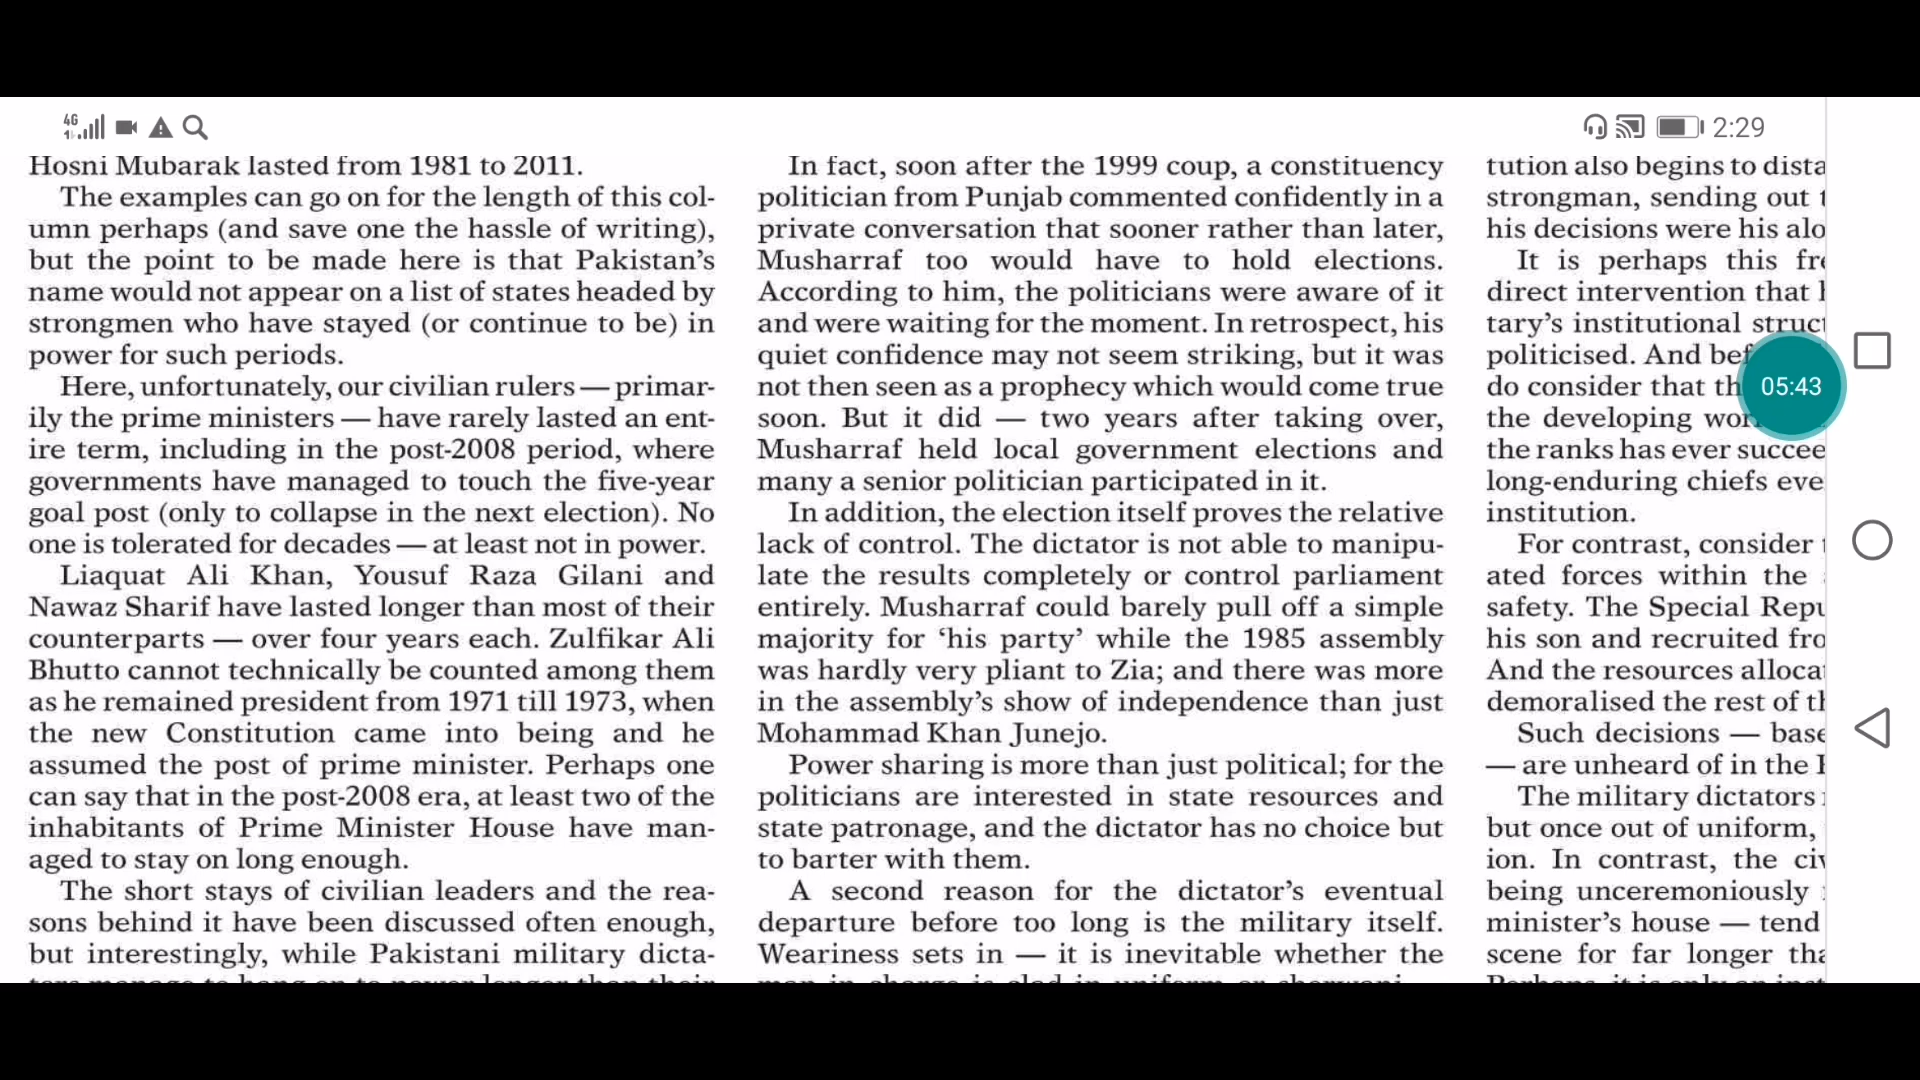 4G
2:29
Hosni Mubarak lasted from 1981 to 2011.
The examples can go on for the length of this col-
umn perhaps (and save one the hassle of writing),
but the point to be made here is that Pakistan's
name would not appear on a list of states headed by
strongmen who have stayed (or continue to be) in
power for such periods.
Here, unfortunately, our civilian rulers — primar-
ily the prime ministers — have rarely lasted an ent-
ire term, including in the post-2008 period, where
governments have managed to touch the five-year
goal post (only to collapse in the next election). No
one is tolerated for decades — at least not in power.
Liaquat Ali Khan, Yousuf Raza Gilani and
Nawaz Sharif have lasted longer than most of their
counterparts — over four years each. Zulfikar Ali
Bhutto cannot technically be counted among them
as he remained president from 1971 till 1973, when
the new Constitution came into being and he
assumed the post of prime minister. Perhaps one
can say that in the post-2008 era, at least two of the
inhabitants of Prime Minister House have man-
aged to stay on long enough.
The short stays of civilian leaders and the rea-
sons behind it have been discussed often enough,
but interestingly, while Pakistani military dicta-
In fact, soon after the 1999 coup, a constituency
politician from Punjab commented confidently in a
private conversation that sooner rather than later,
Musharraf too would have to hold elections.
According to him, the politicians were aware of it
and were waiting for the moment. In retrospect, his
quiet confidence may not seem striking, but it was
not then seen as a prophecy which would come true
soon. But it did — two years after taking over,
Musharraf held local government elections and
many a senior politician participated in it.
In addition, the election itself proves the relative
lack of control. The dictator is not able to manipu-
late the results completely or control parliament
entirely. Musharraf could barely pull off a simple
majority for ‘his party’ while the 1985 assembly
was hardly very pliant to Zia; and there was more
in the assembly's show of independence than just
Mohammad Khan Junejo.
Power sharing is more than just political; for the
politicians are interested in state resources and
state patronage, and the dictator has no choice but
to barter with them.
A second reason for the dictator's eventual
departure before too long is the military itself.
Weariness sets in — it is inevitable whether the
tution also begins to dista
strongman, sending out
his decisions were his alo
It is perhaps this fre
direct intervention that
tary's institutional struct
politicised. And bef
do consider that th
the developing wor
the ranks has ever succee
long-enduring chiefs eve
institution.
For contrast, consider
ated forces within the
safety. The Special Repu
his son and recruited fro
And the resources alloca
demoralised the rest of th
Such decisions — base
— are unheard of in the
The military dictators
but once out of uniform,
ion. In contrast, the civ
being unceremoniously
minister's house — tend
scene for far longer tha
05:43